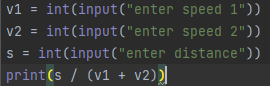 v1 = int(input("enter speed 1"))
v2 = int(input("enter speed 2"))
s = int(input("enter distance"))
print(s / (v1 + v2))